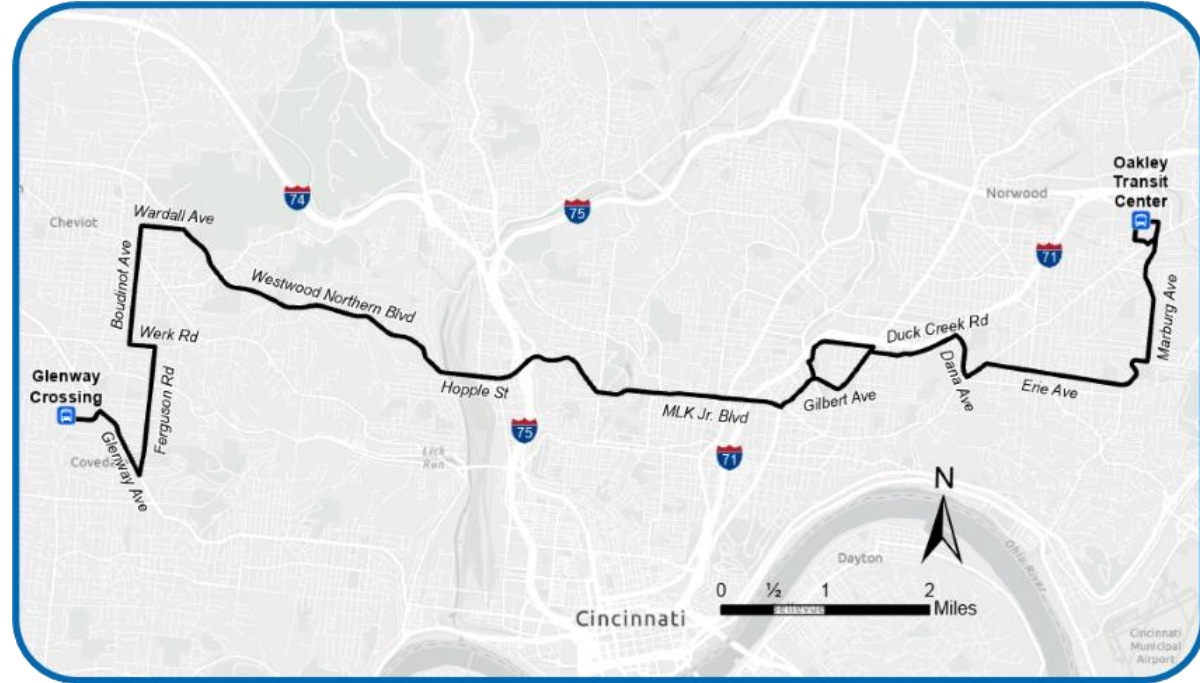 74
75
Cheviot
Wardall Ave
Boudinot Ave
Westwood Northern Blvd
Werk Rd
Glenway
Crossing
Ferguson Rd
Glenway Ave
Hopple St
75
Lick
Run
MLK Jr. Blvd
71
Gilbert Ave
Duck Creek Rd
Dana Ave
Erie Ave
Marburg Ave
Norwood
71
Oakley
Transit
Center
N
Dayton
Ohio River
0 ½ 1 2
Miles
Cincinnati
Cincinnati
Municipal
Airport